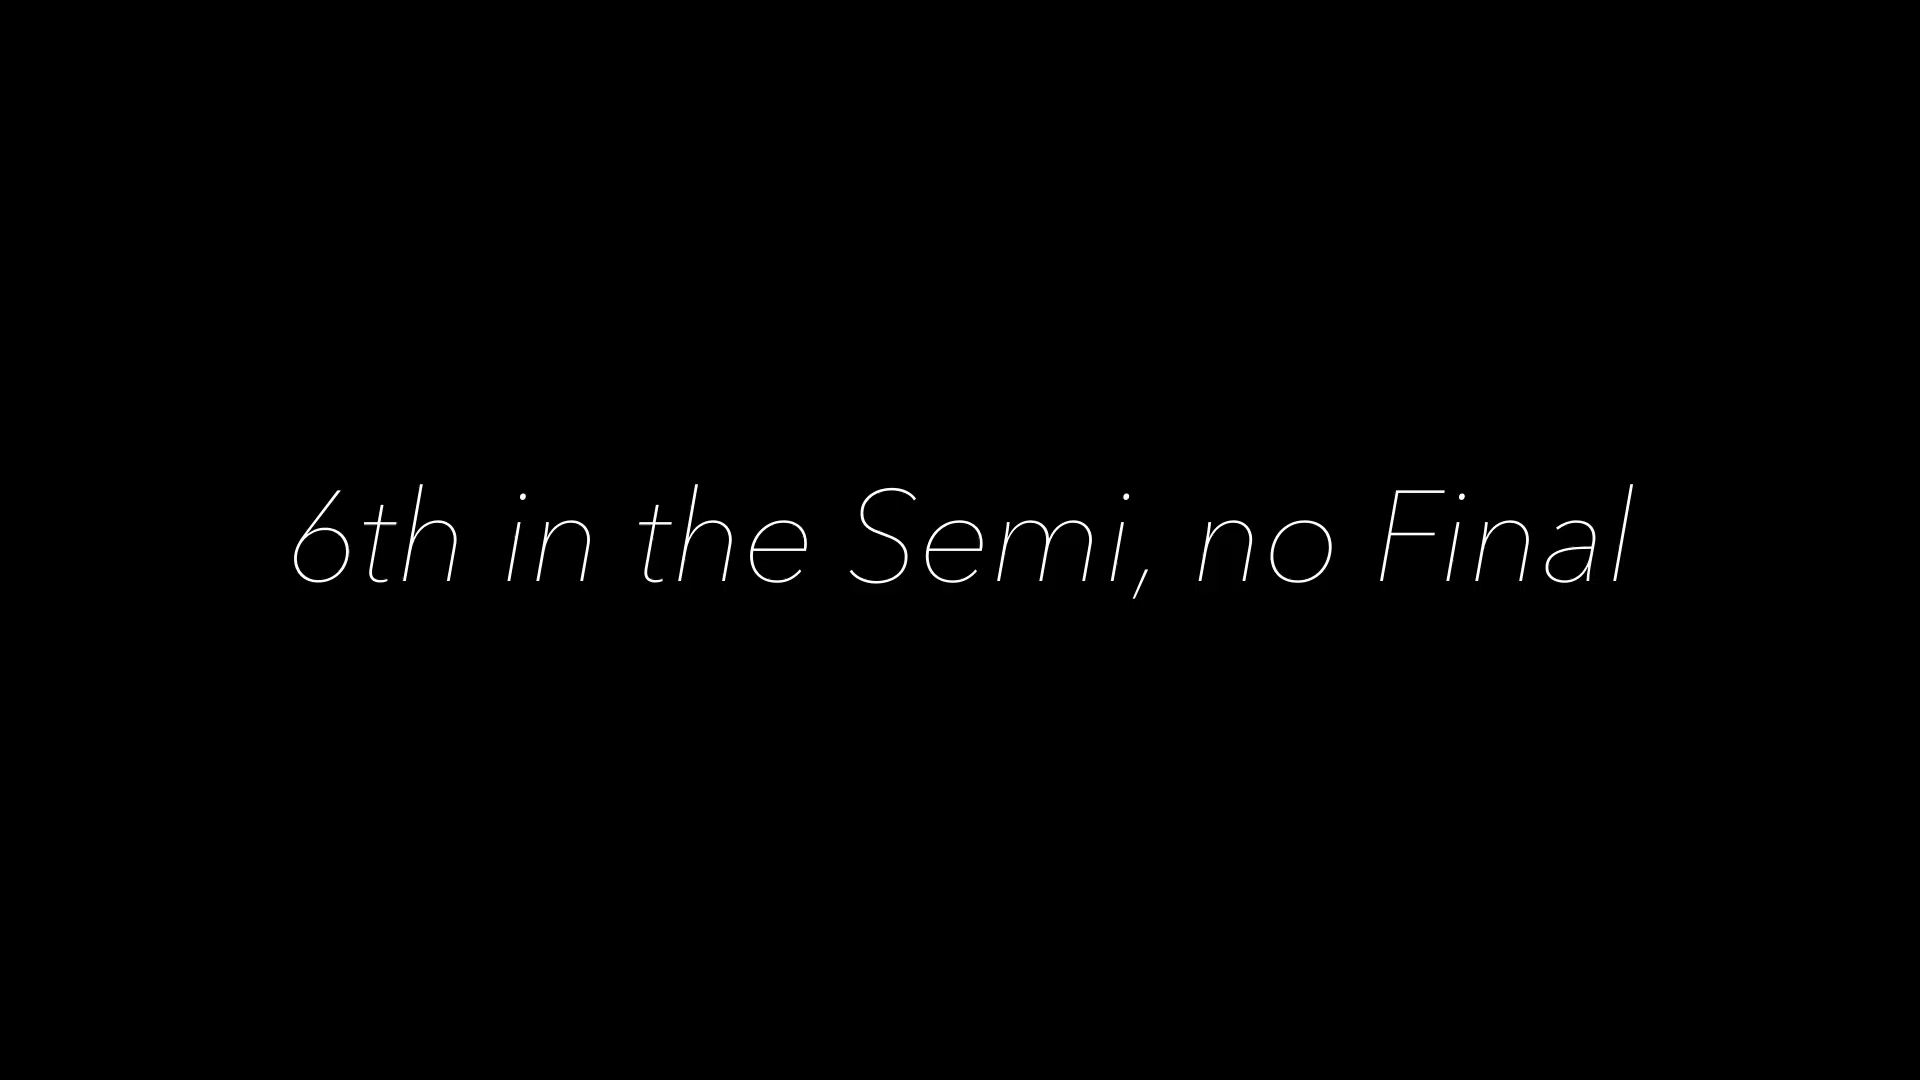 6th in the Semi, no Final